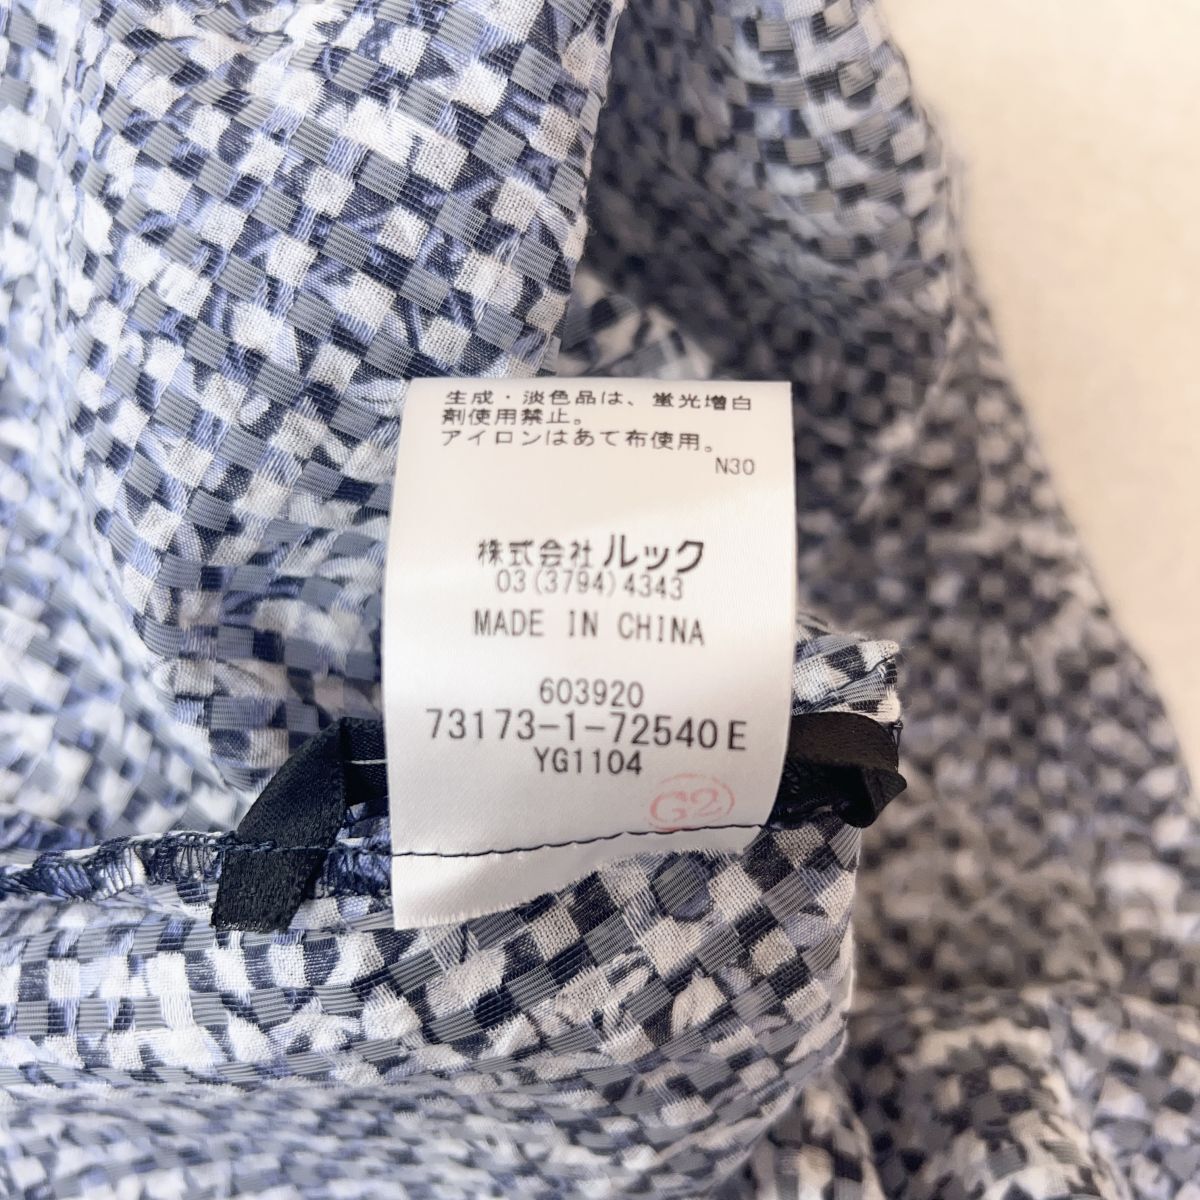 生成・淡色品は、蛍光増白
剤使用禁止。
アイロンはあて布使用。
N30
株式会社ルック
03(3794)4343
MADE IN CHINA
603920
73173-1-72540E
YG1104
G2